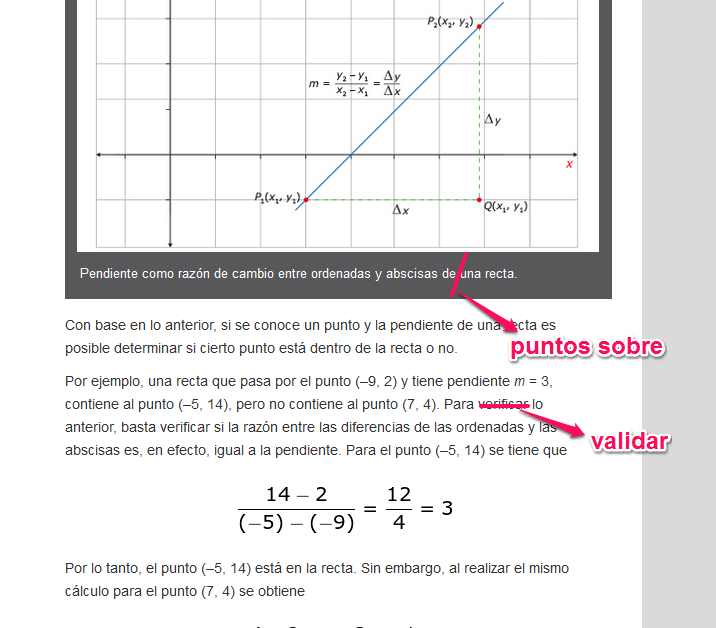 P₂(x₂, y₂)
m = (y₂ – y₁)/(x₂ – x₁) = Δy/Δx
Δy
x
P₁(x₁, y₁)
Δx
Q(x₁, y₁)
Pendiente como razón de cambio entre ordenadas y abscisas de una recta.
Con base en lo anterior, si se conoce un punto y la pendiente de una recta es
posible determinar si cierto punto está dentro de la recta o no.
puntos sobre
Por ejemplo, una recta que pasa por el punto (–9, 2) y tiene pendiente m = 3,
contiene al punto (–5, 14), pero no contiene al punto (7, 4). Para verificar lo
anterior, basta verificar si la razón entre las diferencias de las ordenadas y las
validar
abscisas es, en efecto, igual a la pendiente. Para el punto (–5, 14) se tiene que
(14 – 2)/((–5) – (–9)) = 12/4 = 3
Por lo tanto, el punto (–5, 14) está en la recta. Sin embargo, al realizar el mismo
cálculo para el punto (7, 4) se obtiene